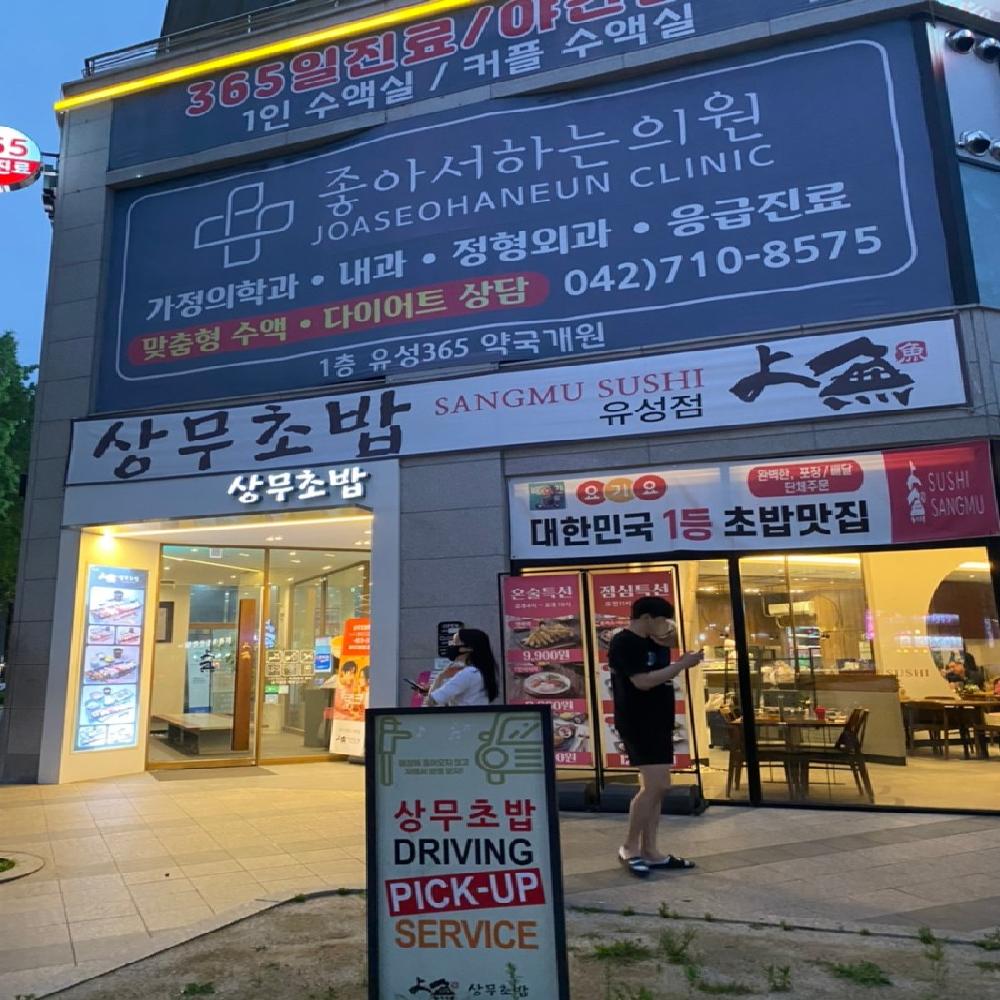 365일진료/야간진
1인 수액실 / 커플 수액실
65
진료
좋아서하는의원
JOASEOHANEUN CLINIC
가정의학과 • 내과 • 정형외과 • 응급진료
맞춤형 수액 • 다이어트 상담 042)710-8575
1층 유성365 약국개원
상무초밥 SANGMU SUSHI 유성점 魚
상무초밥
요기요
완벽한, 포장/배달
단체주문
대한민국 1등 초밥맛집
SUSHI
SANGMU
혼술특선
점심특선
9,900원
SUSHI
상무초밥
DRIVING
PICK-UP
SERVICE
상무초밥